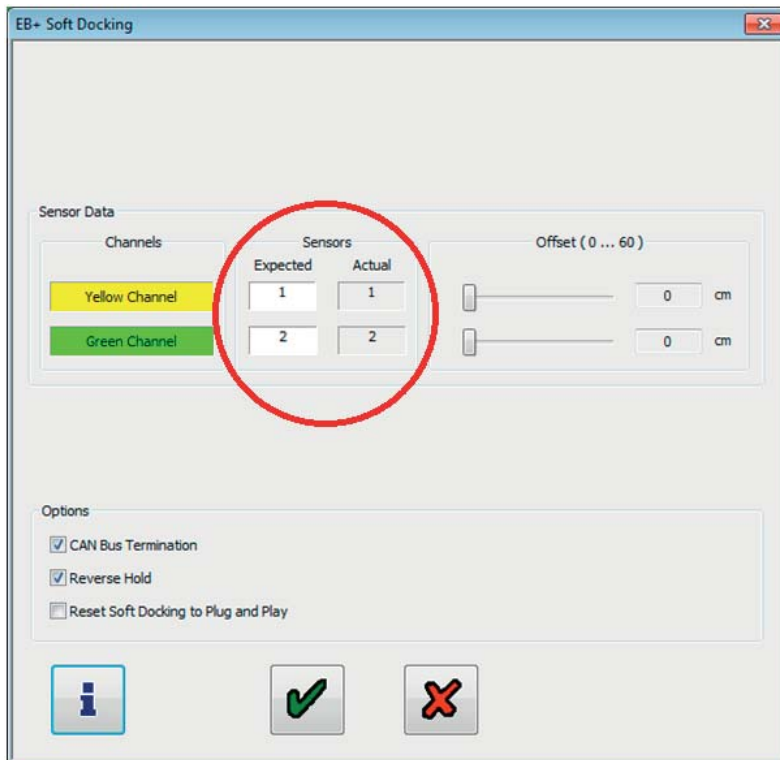 EB+ Soft Docking
Sensor Data
Channels
Sensors
Offset ( 0 ... 60 )
Expected Actual
Yellow Channel 1 1 0 cm
Green Channel 2 2 0 cm
Options
CAN Bus Termination
Reverse Hold
Reset Soft Docking to Plug and Play
i